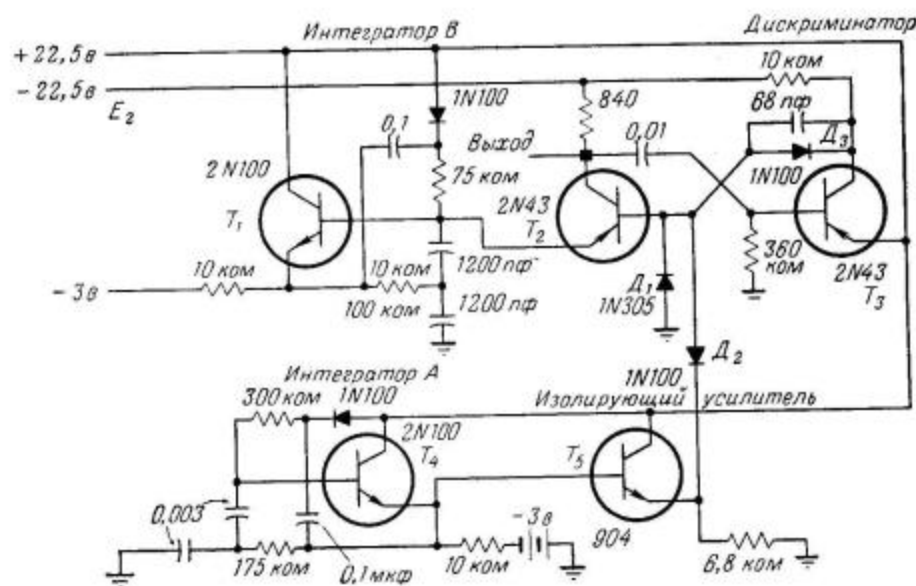 Интегратор В
Дискриминатор
+22,5в
-22,5в
E₂
1N100
840
10 ком
68 пф
0,1
Выход
0,01
Д₃
2N100
75 ком
1N100
T₁
2N43
T₂
10 ком
10 ком
1200 пф
360 ком
2N43
T₃
-3в
100 ком
1200 пф
Д₁
1N305
Д₂
Интегратор А
1N100
300 ком
1N100
Изолирующий усилитель
2N100
T₄
T₅
0,003
-3в
904
175 ком
0,1мкф
10 ком
6,8 ком